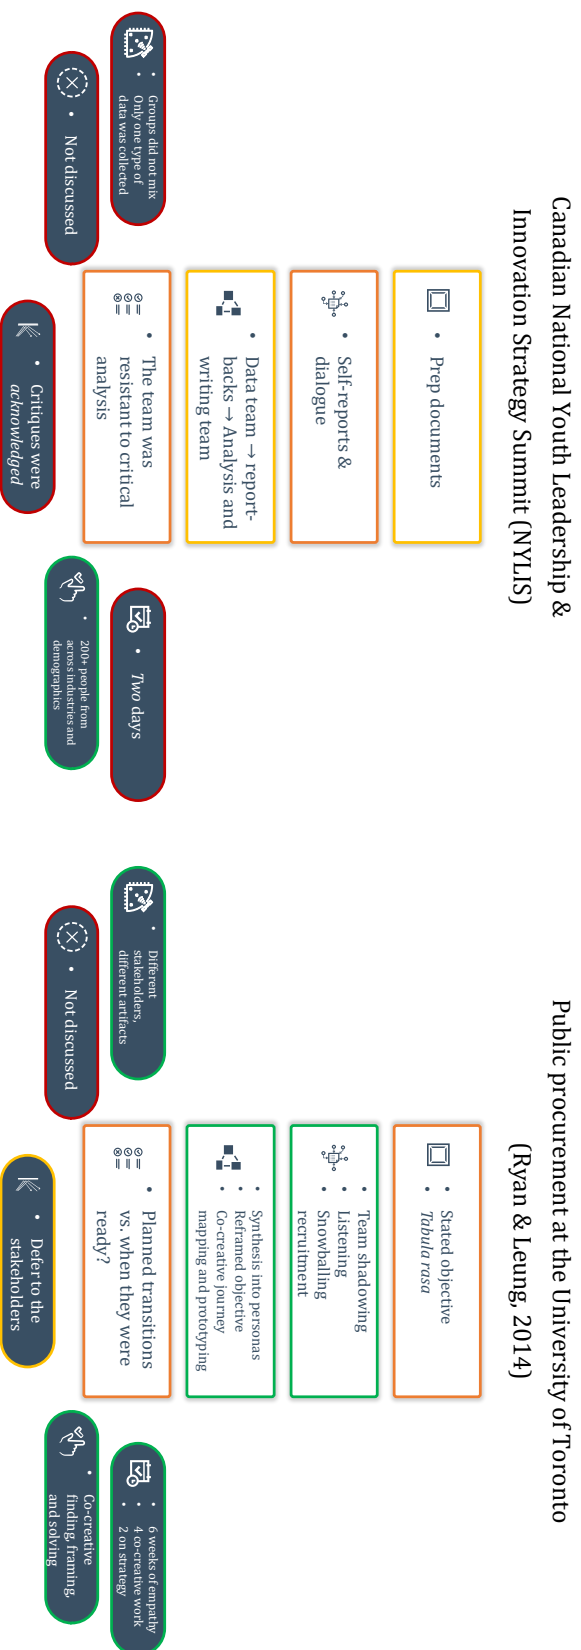 Canadian National Youth Leadership &
Innovation Strategy Summit (NYLIS)
• Prep documents
• Self-reports &
dialogue
• Data team → report-
backs → Analysis and
writing team
• The team was
resistant to critical
analysis
• Groups did not mix
• Only one type of
data was collected
• Not discussed
• Critiques were
acknowledged
• Two days
• 200+ people from
across industries and
demographics
Public procurement at the University of Toronto
(Ryan & Leung, 2014)
• Stated objective
• Tabula rasa
• Team shadowing
• Listening
• Snowballing
recruitment
• Synthesis into personas
• Reframed objective
• Co-creative journey
mapping and prototyping
• Planned transitions
vs. when they were
ready?
• Different
stakeholders,
different artifacts
• Not discussed
• Defer to the
stakeholders
• 6 weeks of empathy
• 4 co-creative work
• 2 on strategy
• Co-creative
finding, framing,
and solving